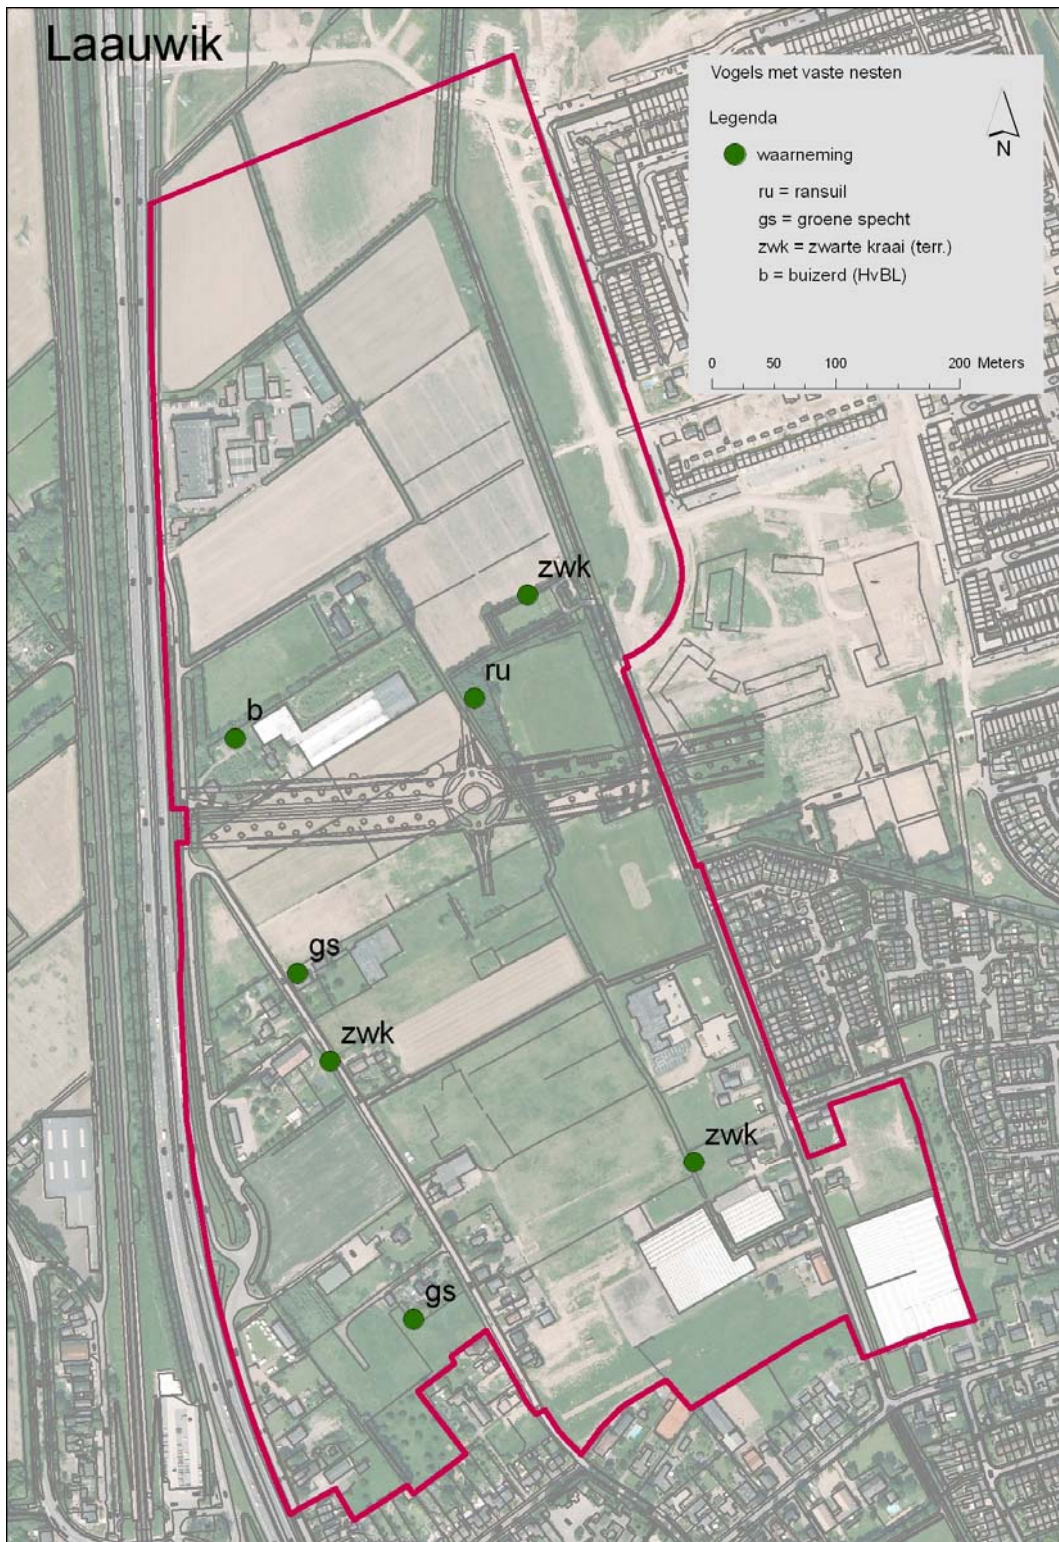 Laauwik
Vogels met vaste nesten
Legenda
N
waarneming
ru = ransuil
gs = groene specht
zwk = zwarte kraai (terr.)
b = buizerd (HvBL)
0 50 100 200 Meters
zwk
ru
b
gs
zwk
zwk
gs